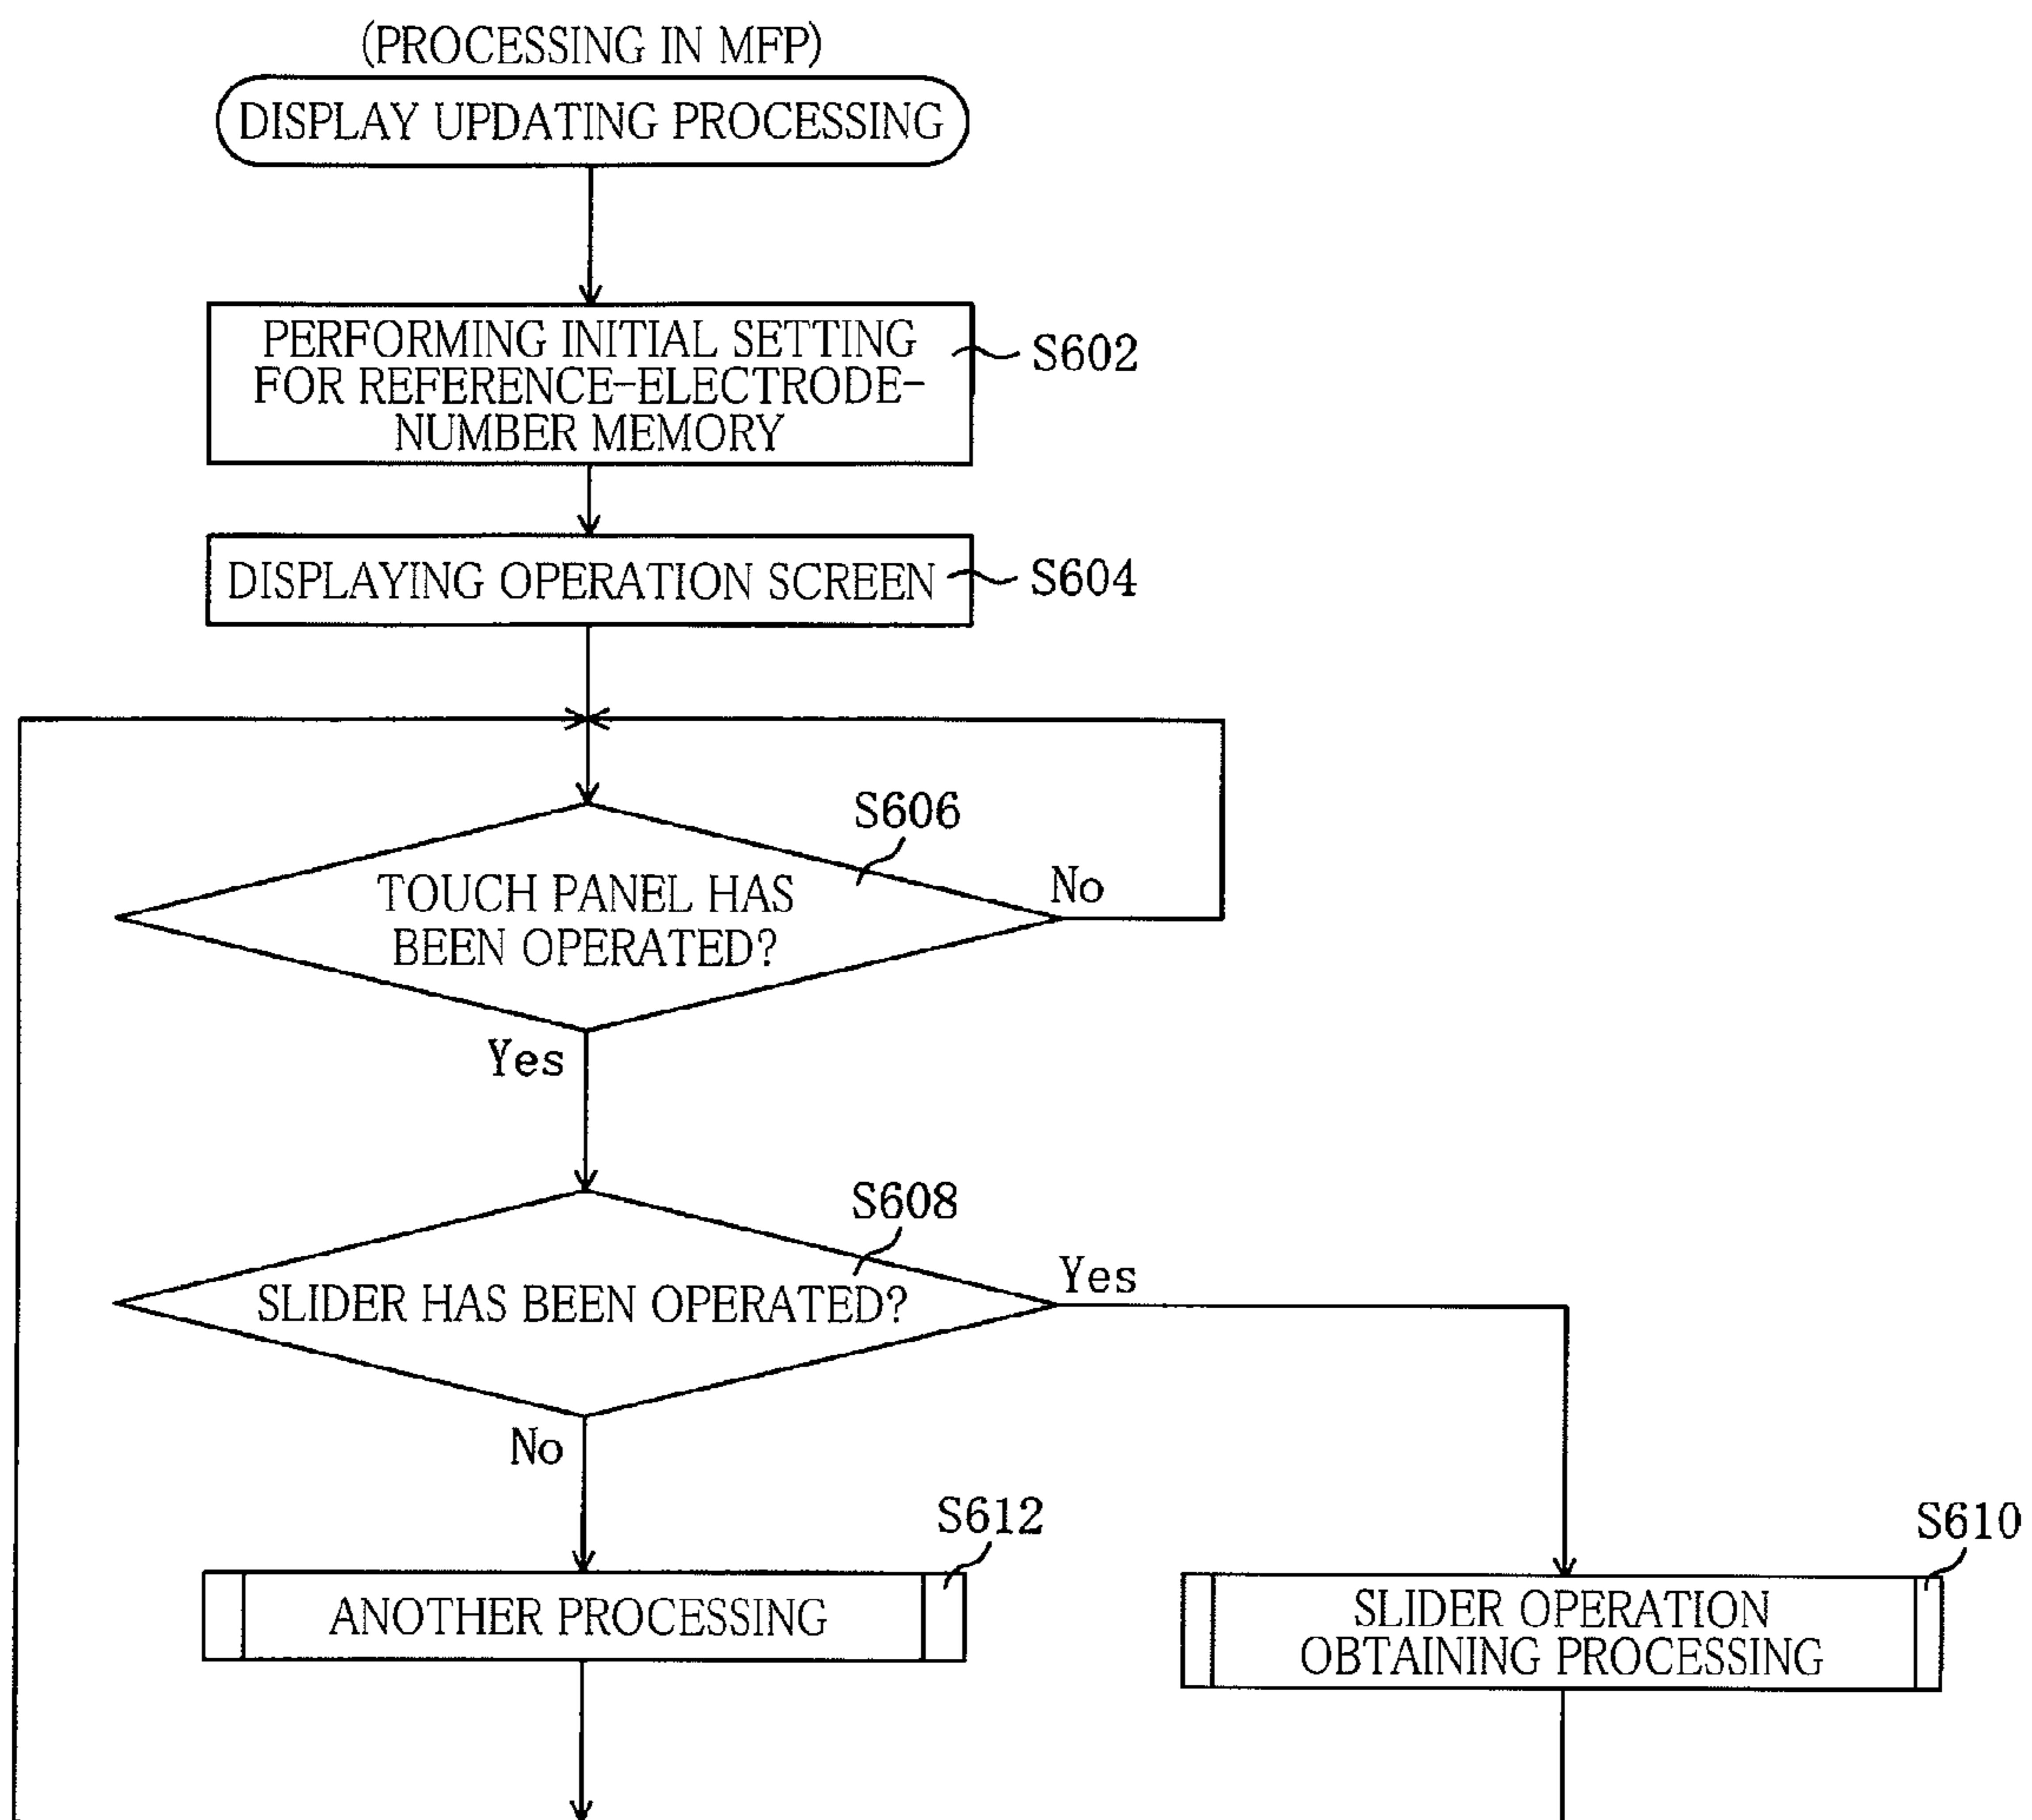 (PROCESSING IN MFP)
DISPLAY UPDATING PROCESSING
PERFORMING INITIAL SETTING
FOR REFERENCE-ELECTRODE-
NUMBER MEMORY
S602
DISPLAYING OPERATION SCREEN
S604
S606
TOUCH PANEL HAS
BEEN OPERATED?
No
Yes
S608
SLIDER HAS BEEN OPERATED?
Yes
No
S612
ANOTHER PROCESSING
S610
SLIDER OPERATION
OBTAINING PROCESSING